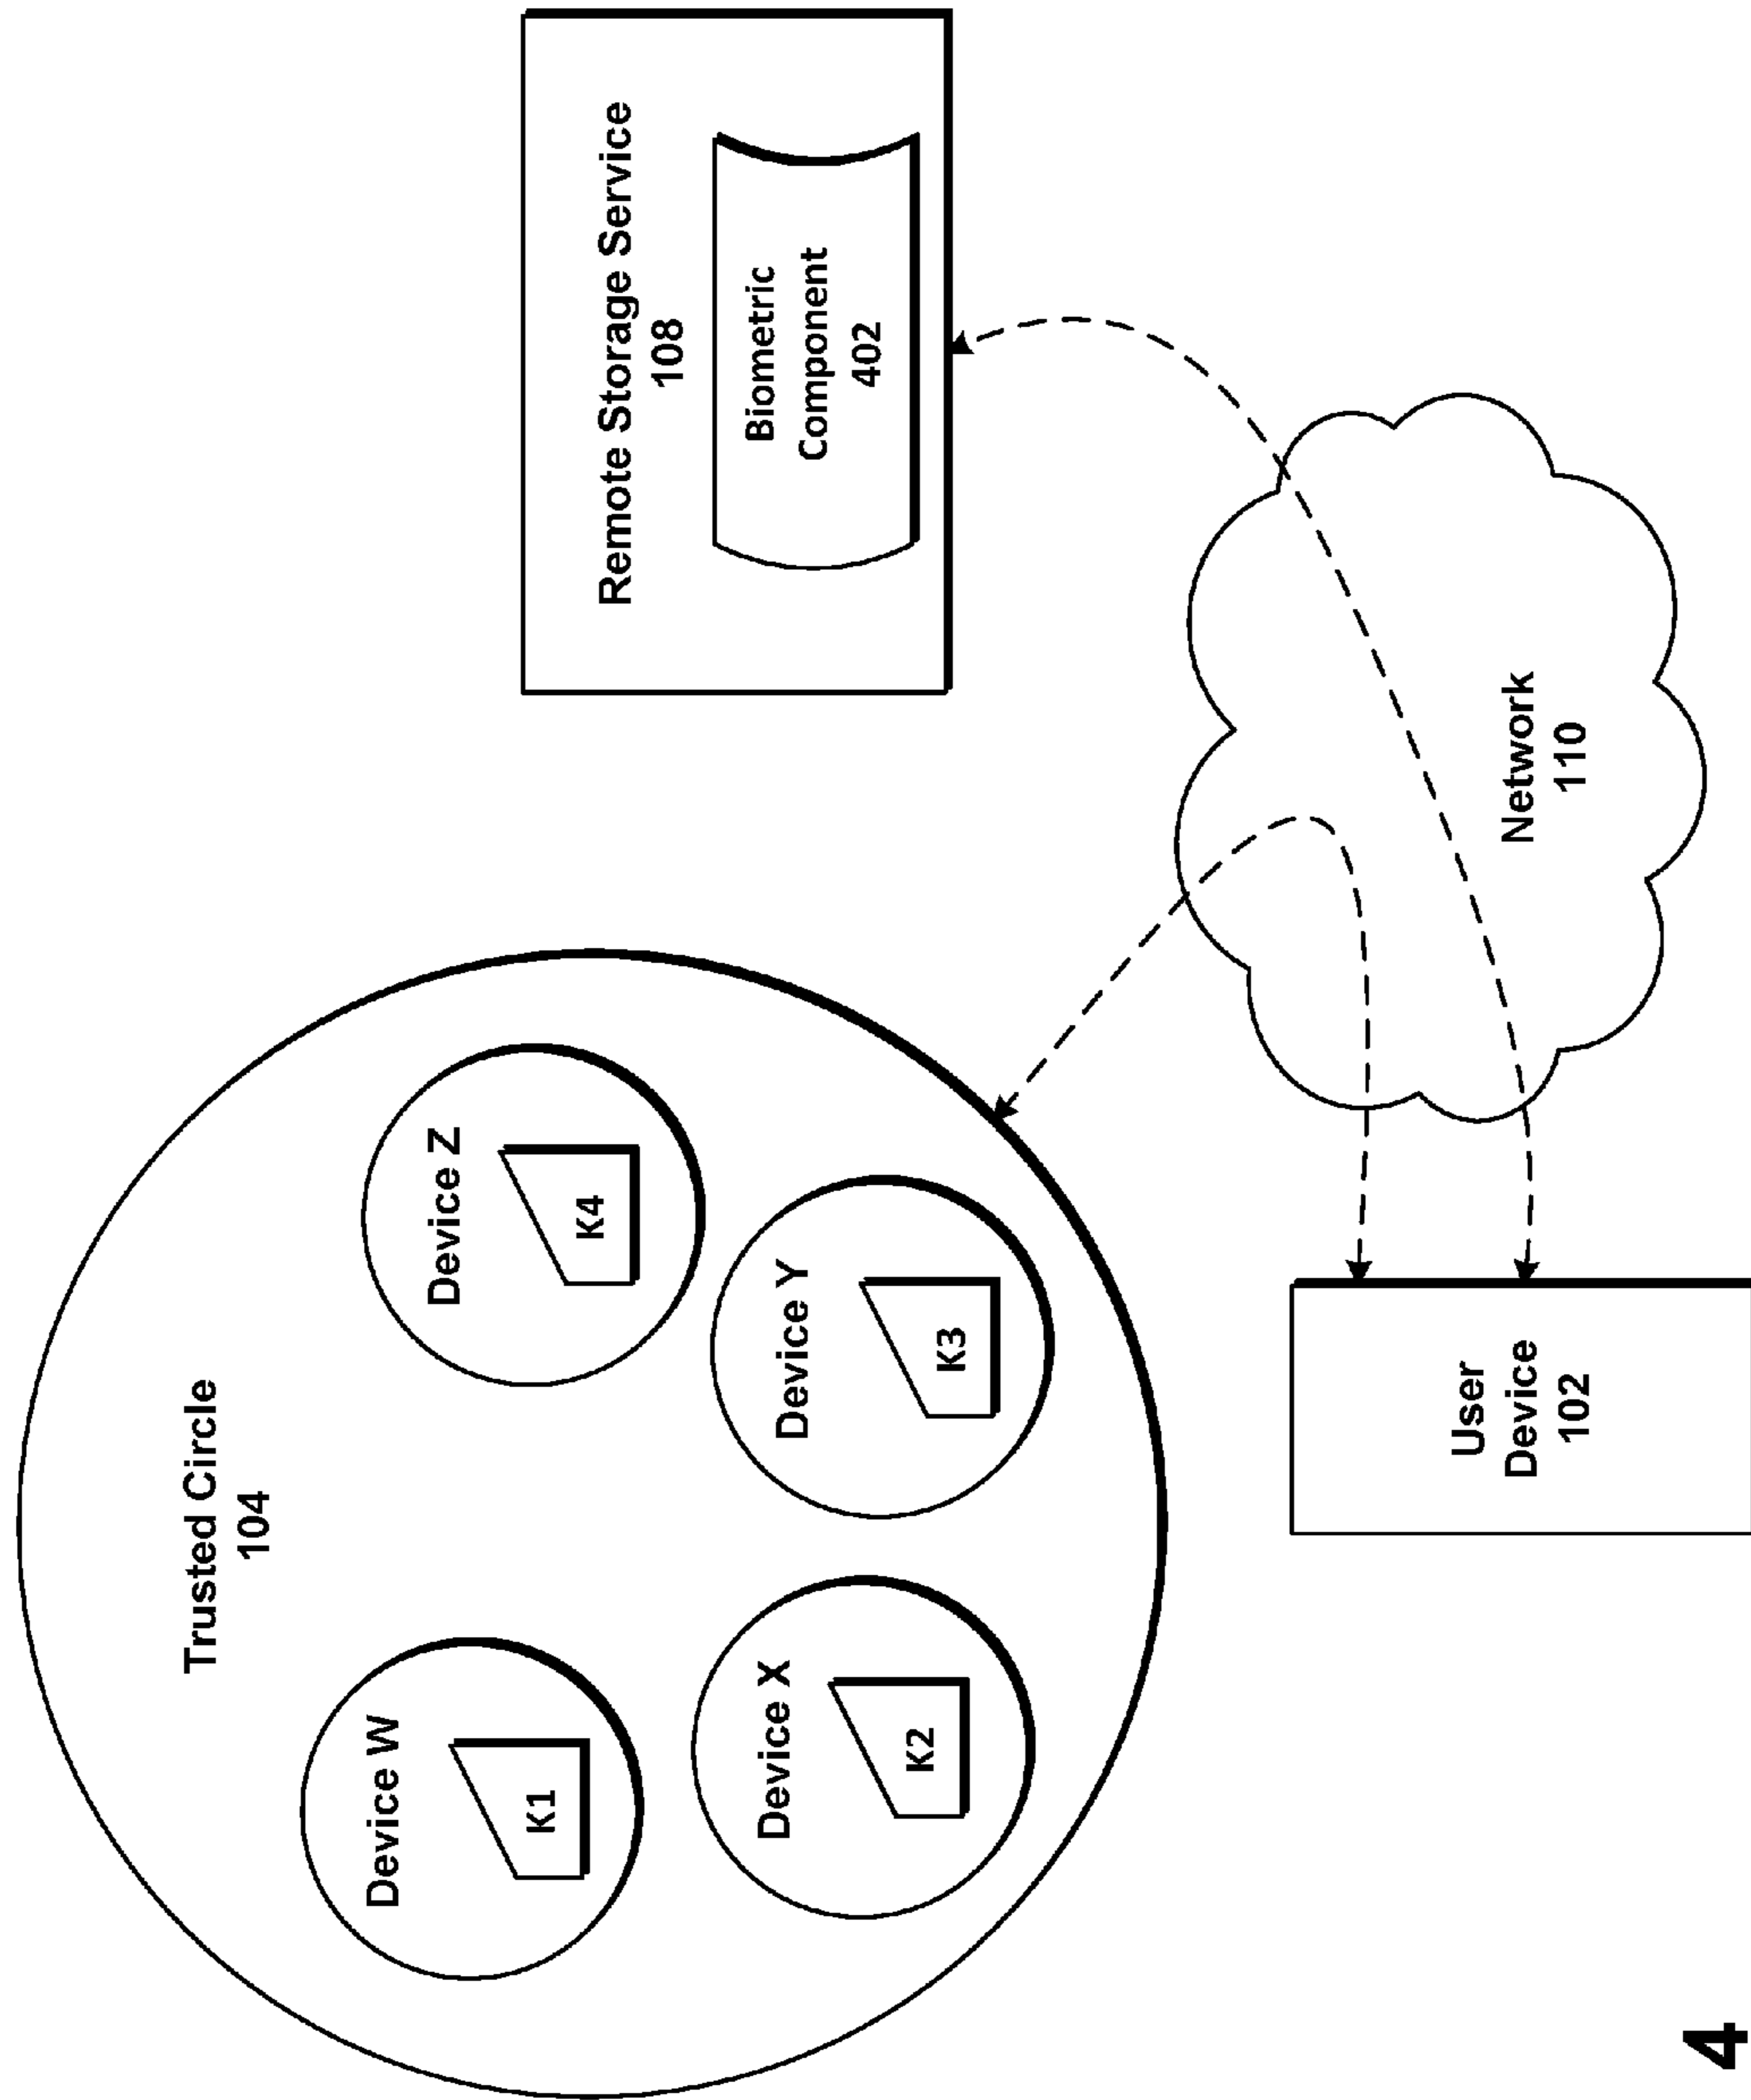 Trusted Circle
104
Device W
K1
Device X
K2
Device Y
K3
Device Z
K4
Remote Storage Service
108
Biometric
Component
402
Network
110
User
Device
102
4